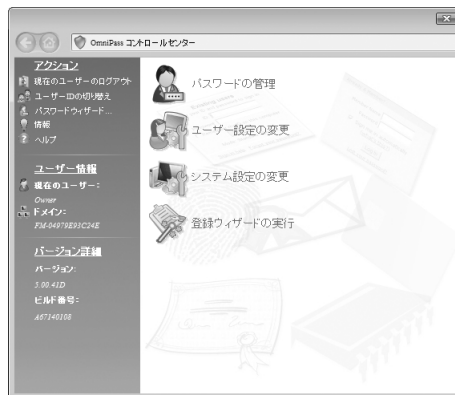 OmniPass コントロールセンター
アクション
現在のユーザーのログアウト
ユーザーIDの切り替え
パスワードウィザード...
情報
ヘルプ
ユーザー情報
現在のユーザー:
Owner
ドメイン:
FM-04979E93C24E
バージョン詳細
バージョン:
5.00.41D
ビルド番号:
A67140108
パスワードの管理
ユーザー設定の変更
システム設定の変更
登録ウィザードの実行